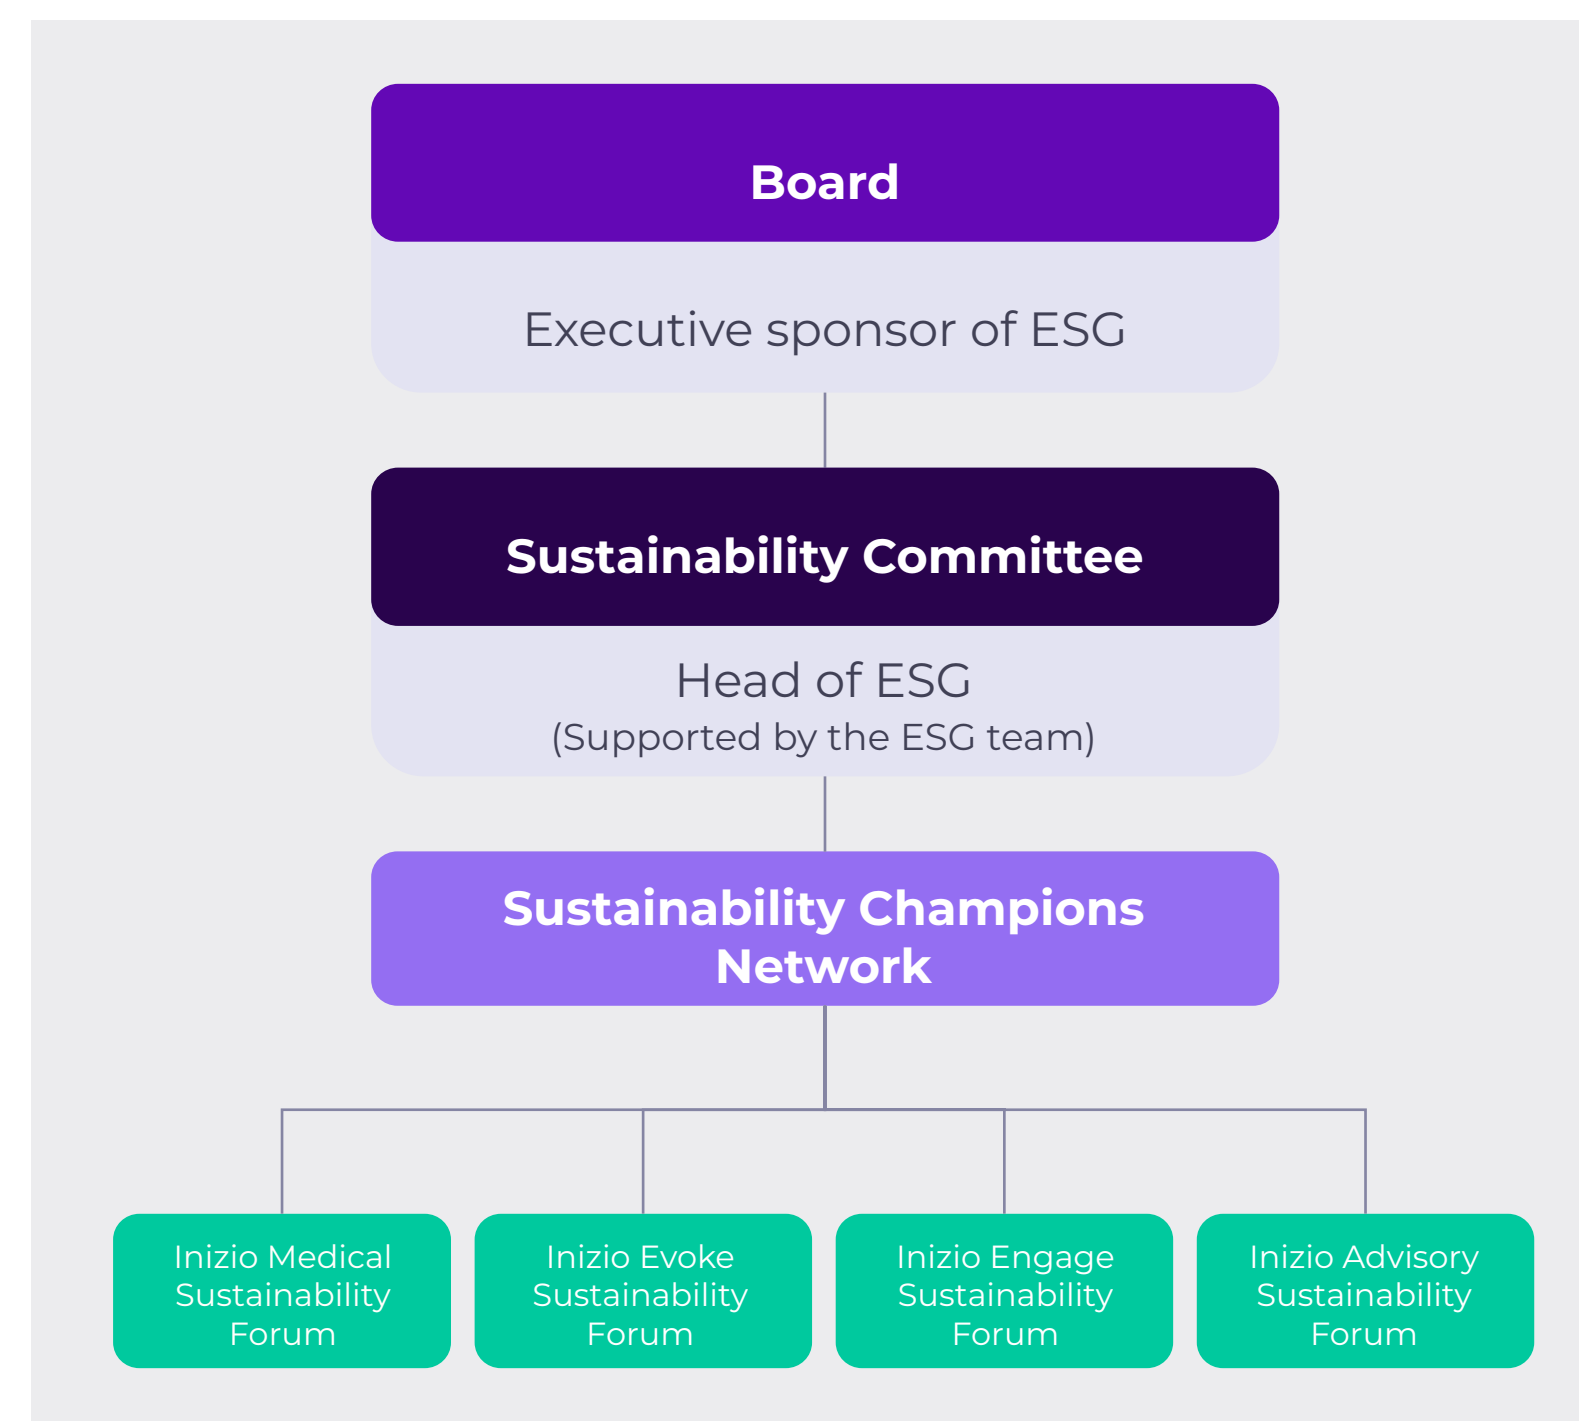 Board
Executive sponsor of ESG
Sustainability Committee
Head of ESG
(Supported by the ESG team)
Sustainability Champions
Network
Inizio Medical
Sustainability
Forum
Inizio Evoke
Sustainability
Forum
Inizio Engage
Sustainability
Forum
Inizio Advisory
Sustainability
Forum